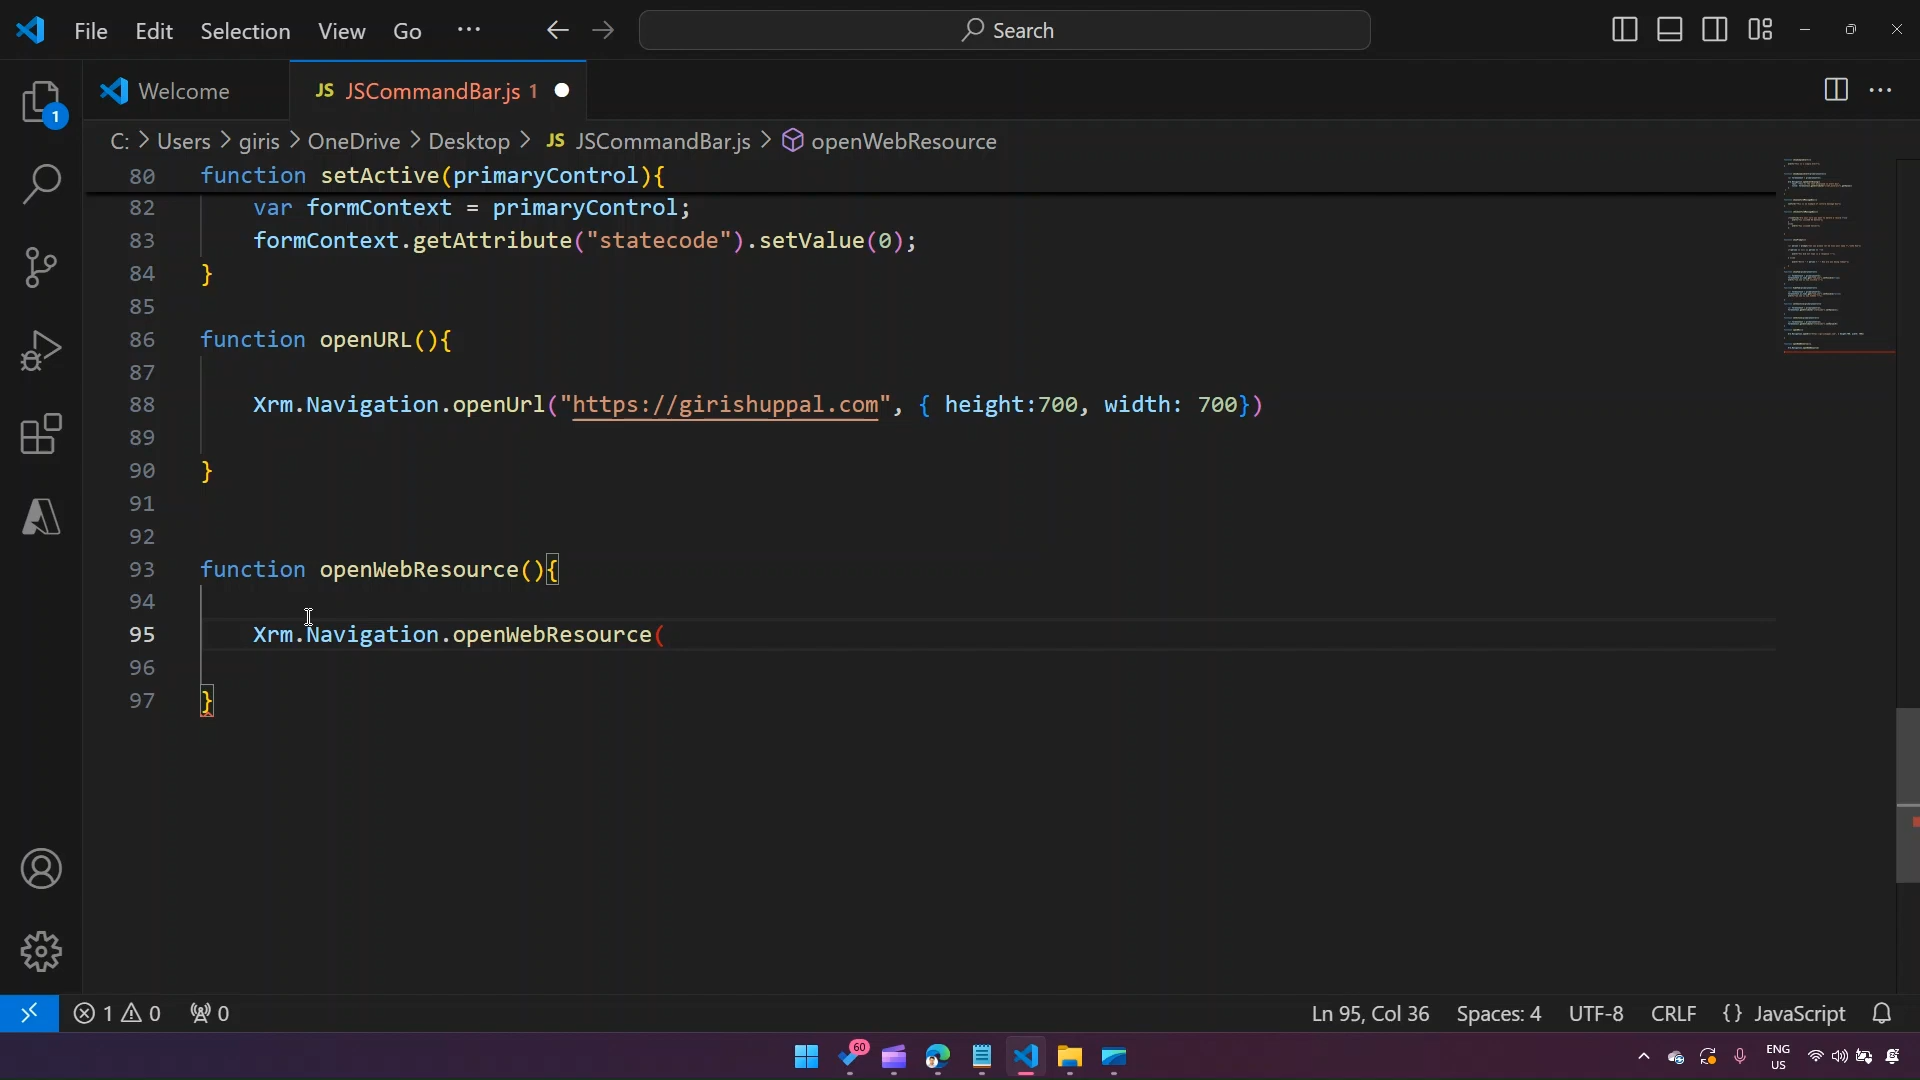 File Edit Selection View Go ··· Search
Welcome JS JSCommandBar.js 1
1
C: > Users > giris > OneDrive > Desktop > JS JSCommandBar.js > openWebResource
80 function setActive(primaryControl){
82 var formContext = primaryControl;
83 formContext.getAttribute("statecode").setValue(0);
84 }
85
86 function openURL(){
87
88 Xrm.Navigation.openUrl("https://girishuppal.com", { height:700, width: 700})
89
90 }
91
92
93 function openWebResource(){
94
95 Xrm.Navigation.openWebResource(
96
97 }
1 0 0 Ln 95, Col 36 Spaces: 4 UTF-8 CRLF {} JavaScript
60 ENG
US